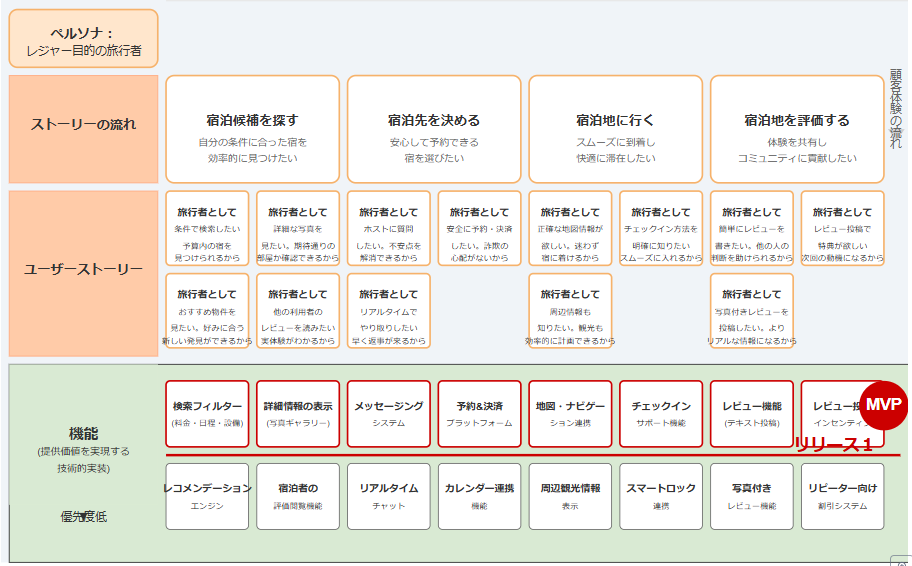 ペルソナ：
レジャー目的の旅行者
ストーリーの流れ
宿泊候補を探す
自分の条件に合った宿を
効率的に見つけたい
宿泊先を決める
安心して予約できる
宿を選びたい
宿泊地に行く
スムーズに到着し
快適に滞在したい
宿泊地を評価する
体験を共有し
コミュニティに貢献したい
顧客体験の流れ
ユーザーストーリー
旅行者として
条件で検索したい
予算内の宿を
見つけられるから
旅行者として
詳細な写真を
見たい。期待通りの
部屋か確認できるから
旅行者として
ホストに質問
したい。不安点を
解消できるから
旅行者として
安全に予約・決済
したい。詐欺の
心配がないから
旅行者として
正確な地図情報が
欲しい。迷わず
宿に着けるから
旅行者として
チェックイン方法を
明確に知りたい
スムーズに入れるから
旅行者として
簡単にレビューを
書きたい。他の人の
判断を助けられるから
旅行者として
レビュー投稿で
特典が欲しい
次回の動機になるから
旅行者として
おすすめ物件を
見たい。好みに合う
新しい発見ができるから
旅行者として
他の利用者の
レビューを読みたい
実体験がわかるから
旅行者として
リアルタイムで
やり取りしたい
早く返事が来るから
旅行者として
周辺情報も
知りたい。観光も
効率的に計画できるから
旅行者として
写真付きレビューを
投稿したい。より
リアルな情報になるから
機能
(提供価値を実現する
技術的実装)
優先度低
検索フィルター
(料金・日程・設備)
詳細情報の表示
(写真ギャラリー)
メッセージング
システム
予約&決済
プラットフォーム
地図・ナビゲー
ション連携
チェックイン
サポート機能
レビュー機能
(テキスト投稿)
レビュー投
インセンティ
MVP
リリース１
レコメンデーション
エンジン
宿泊者の
評価閲覧機能
リアルタイム
チャット
カレンダー連携
機能
周辺観光情報
表示
スマートロック
連携
写真付き
レビュー機能
リピーター向け
割引システム